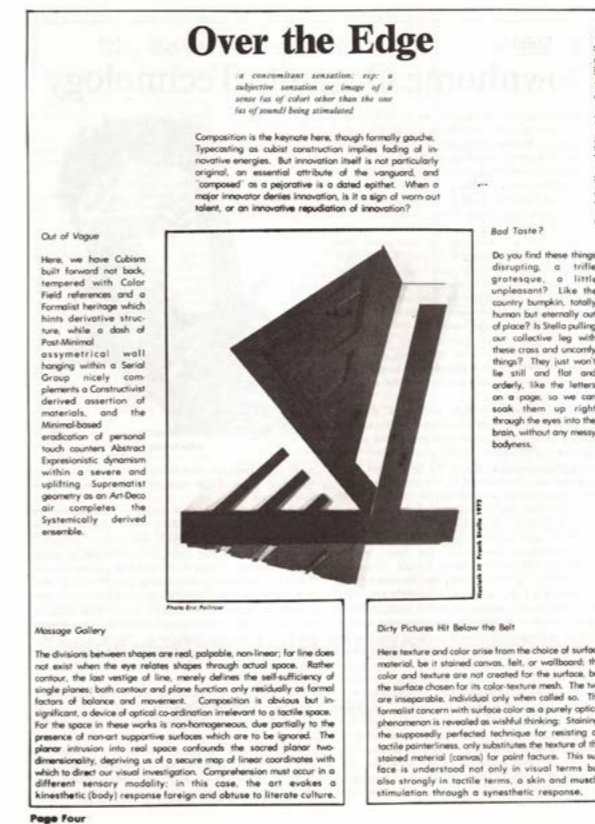 Over the Edge
:a concomitant sensation; esp: a
subjective sensation or image of a
sense (as of color) other than the one
(as of sound) being stimulated
Composition is the keynote here, though formally gauche.
Typecasting as cubist construction implies fading of in-
novative energies. But innovation itself is not particularly
original, an essential attribute of the vanguard, and
"composed" as a pejorative is a dated epithet. When a
major innovator denies innovation, is it a sign of worn-out
talent, or an innovative repudiation of innovation?
Out of Vogue
Here, we have Cubism
built forward not back,
tempered with Color
Field references and a
Formalist heritage which
hints derivative struc-
ture, while a dash of
Post-Minimal
assymetrical wall
hanging within a Serial
Group nicely com-
plements a Constructivist
derived assertion of
materials, and the
Minimal-based
eradication of personal
touch counters Abstract
Expresionistic dynamism
within a severe and
uplifting Suprematist
geometry as an Art-Deco
air completes the
Systemically derived
ensemble.
Bad Taste?
Do you find these things
disrupting, a trifle
grotesque, a little
unpleasant? Like the
country bumpkin, totally
human but eternally out
of place? Is Stella pulling
our collective leg with
these crass and uncomfy
things? They just won't
lie still and flat and
orderly, like the letters
on a page, so we can
soak them up right
through the eyes into the
brain, without any messy
bodyness.
III Frank Stella 1972
Photo Eric Pollitzer
Massage Gallery
The divisions between shapes are real, palpable, non-linear; for line does
not exist when the eye relates shapes through actual space. Rather
contour, the last vestige of line, merely defines the self-sufficiency of
single planes; both contour and plane function only residually as formal
factors of balance and movement. Composition is obvious but in-
significant, a device of optical co-ordination irrelevant to a tactile space.
For the space in these works is non-homogeneous, due partially to the
presence of non-art supportive surfaces which are to be ignored. The
planar intrusion into real space confounds the sacred planar two-
dimensionality, depriving us of a secure map of linear coordinates with
which to direct our visual investigation. Comprehension must occur in a
different sensory modality; in this case, the art evokes a
kinesthetic (body) response foreign and obtuse to literate culture.
Dirty Pictures Hit Below the Belt
Here texture and color arise from the choice of surfac
material, be it stained canvas, felt, or wallboard; th
color and texture are not created for the surface, bu
the surface chosen for its color-texture mesh. The tw
are inseparable, individual only when called so. Th
formalist concern with surface color as a purely optic
phenomenon is revealed as wishful thinking: Staining
the supposedly perfected technique for resisting
tactile painterliness, only substitutes the texture of th
stained material (canvas) for paint facture. This su
face is understood not only in visual terms bu
also strongly in tactile terms, a skin and muscl
stimulation through a synesthetic response.
Page Four